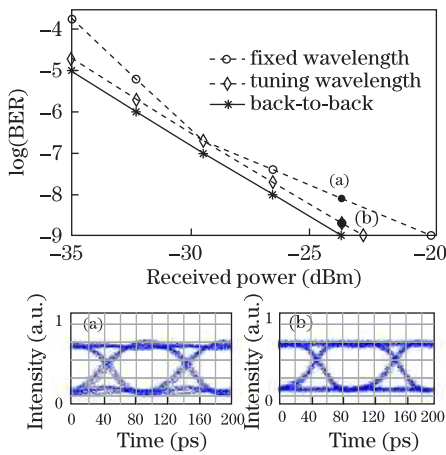 −4
−5
−6
−7
−8
−9
log(BER)
fixed wavelength
tuning wavelength
back-to-back
(a)
(b)
−35 −30 −25 −20
Received power (dBm)
1
0
Intensity (a.u.)
(a)
0 40 80 120 160 200
Time (ps)
1
0
Intensity (a.u.)
(b)
0 40 80 120 160 200
Time (ps)